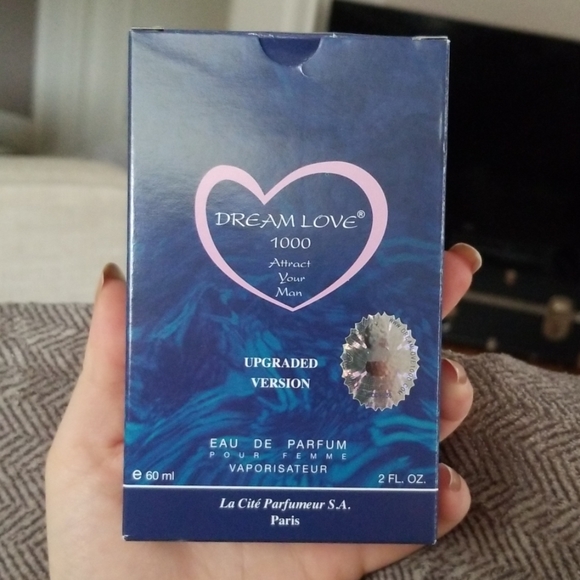 DREAM LOVE®
1000
Attract
Your
Man
UPGRADED
VERSION
EAU DE PARFUM
POUR FEMME
VAPORISATEUR
e 60 ml
2 FL. OZ.
La Cité Parfumeur S.A.
Paris